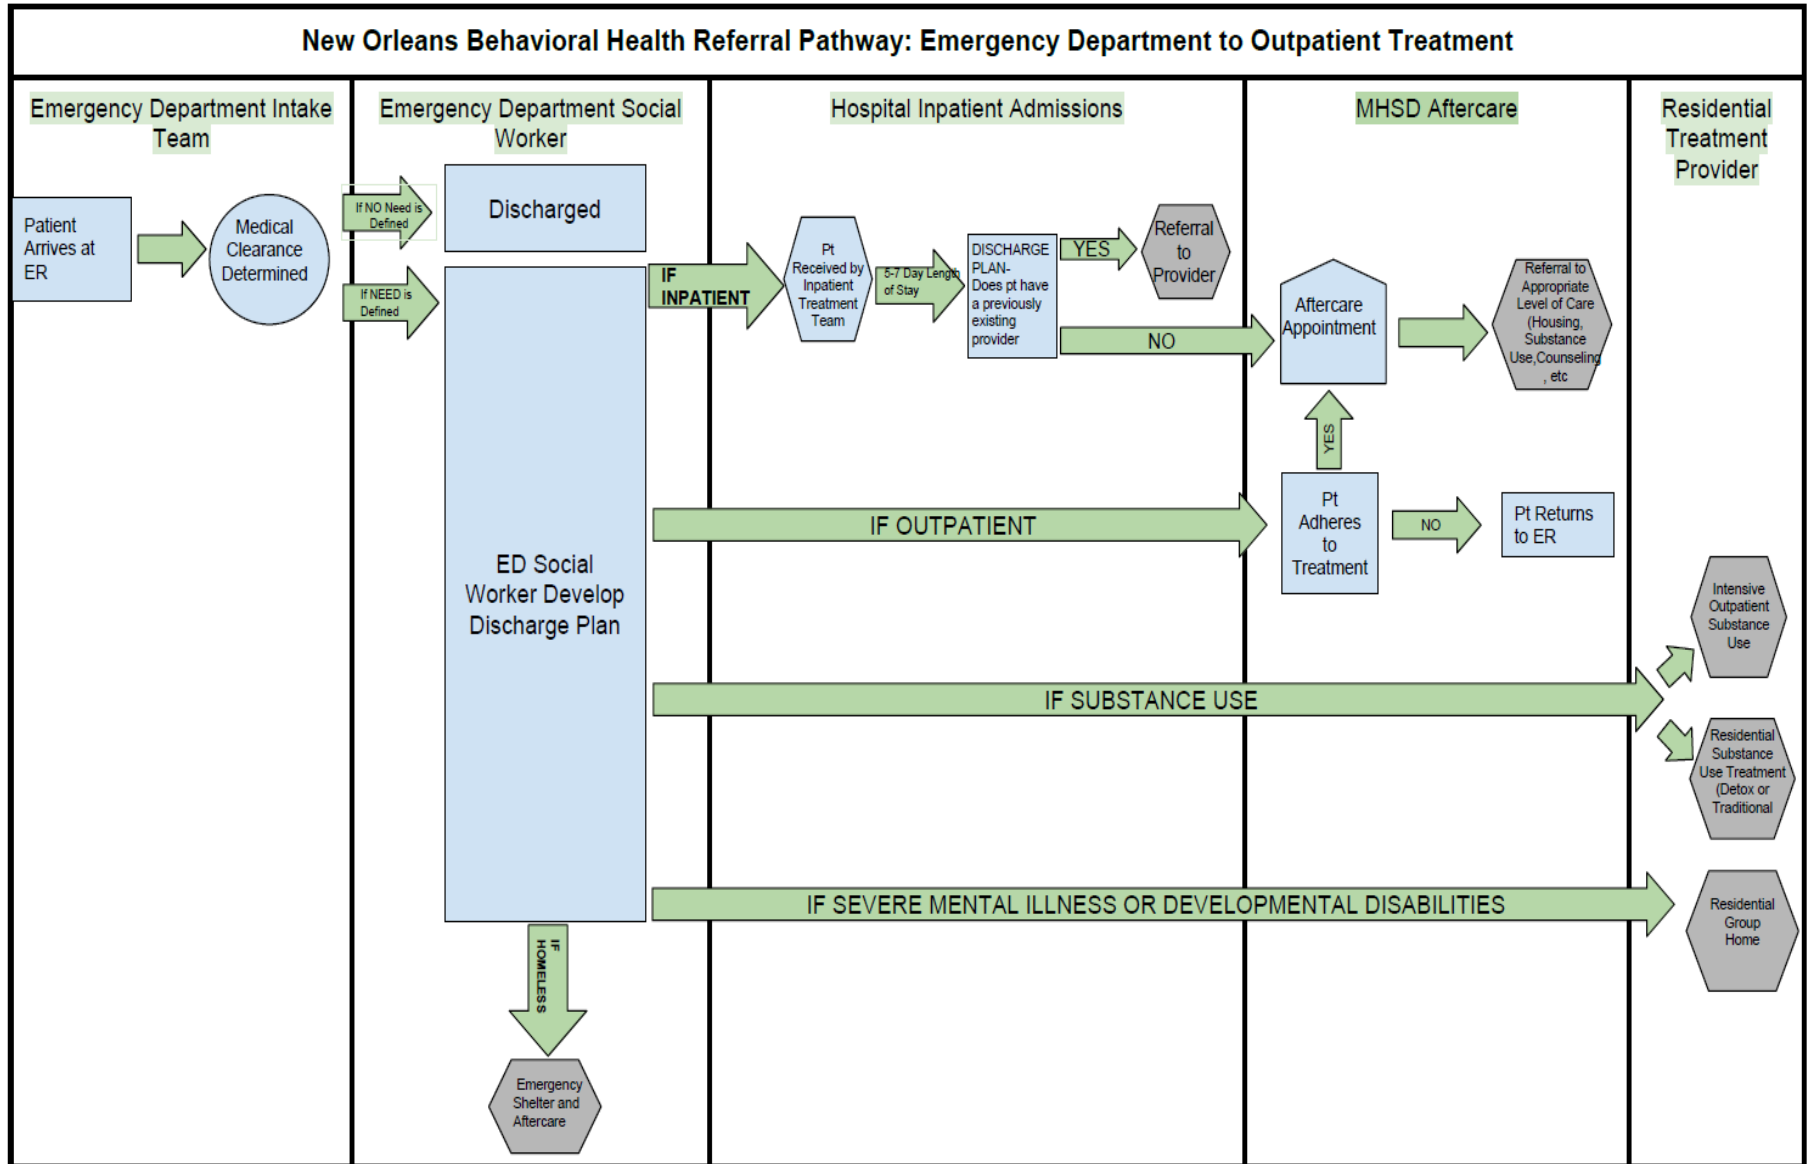 New Orleans Behavioral Health Referral Pathway: Emergency Department to Outpatient Treatment
Emergency Department Intake
Team
Emergency Department Social
Worker
Hospital Inpatient Admissions
MHSD Aftercare
Residential
Treatment
Provider
Patient
Arrives at
ER
Medical
Clearance
Determined
If NO Need is
Defined
If NEED is
Defined
Discharged
ED Social
Worker Develop
Discharge Plan
IF
INPATIENT
Pt
Received by
Inpatient
Treatment
Team
5-7 Day Length
of Stay
DISCHARGE
PLAN-
Does pt have
a previously
existing
provider
YES
Referral
to
Provider
NO
Aftercare
Appointment
Referral to
Appropriate
Level of Care
(Housing,
Substance
Use,Counseling
, etc
YES
IF OUTPATIENT
Pt
Adheres
to
Treatment
NO
Pt Returns
to ER
IF SUBSTANCE USE
Intensive
Outpatient
Substance
Use
Residential
Substance
Use Treatment
(Detox or
Traditional
IF SEVERE MENTAL ILLNESS OR DEVELOPMENTAL DISABILITIES
Residential
Group
Home
IF
HOMELESS
Emergency
Shelter and
Aftercare